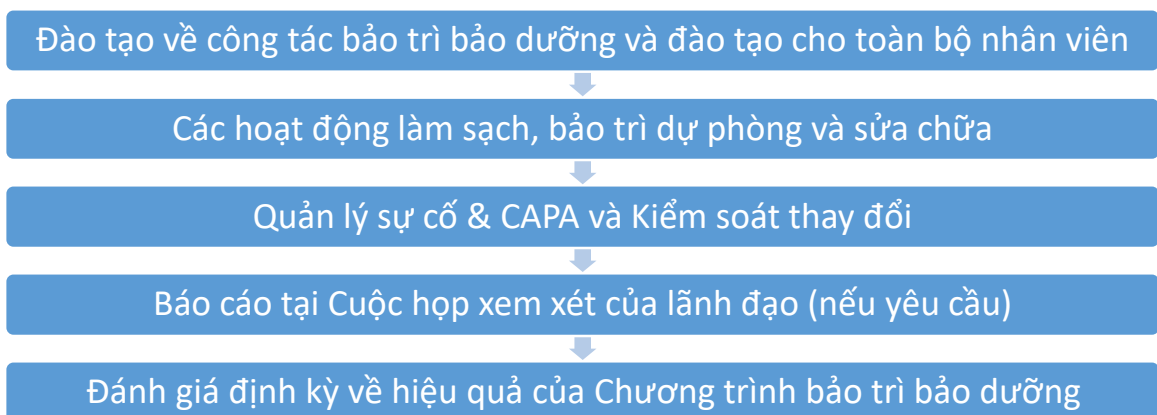 Đào tạo về công tác bảo trì bảo dưỡng và đào tạo cho toàn bộ nhân viên
Các hoạt động làm sạch, bảo trì dự phòng và sửa chữa
Quản lý sự cố & CAPA và Kiểm soát thay đổi
Báo cáo tại Cuộc họp xem xét của lãnh đạo (nếu yêu cầu)
Đánh giá định kỳ về hiệu quả của Chương trình bảo trì bảo dưỡng